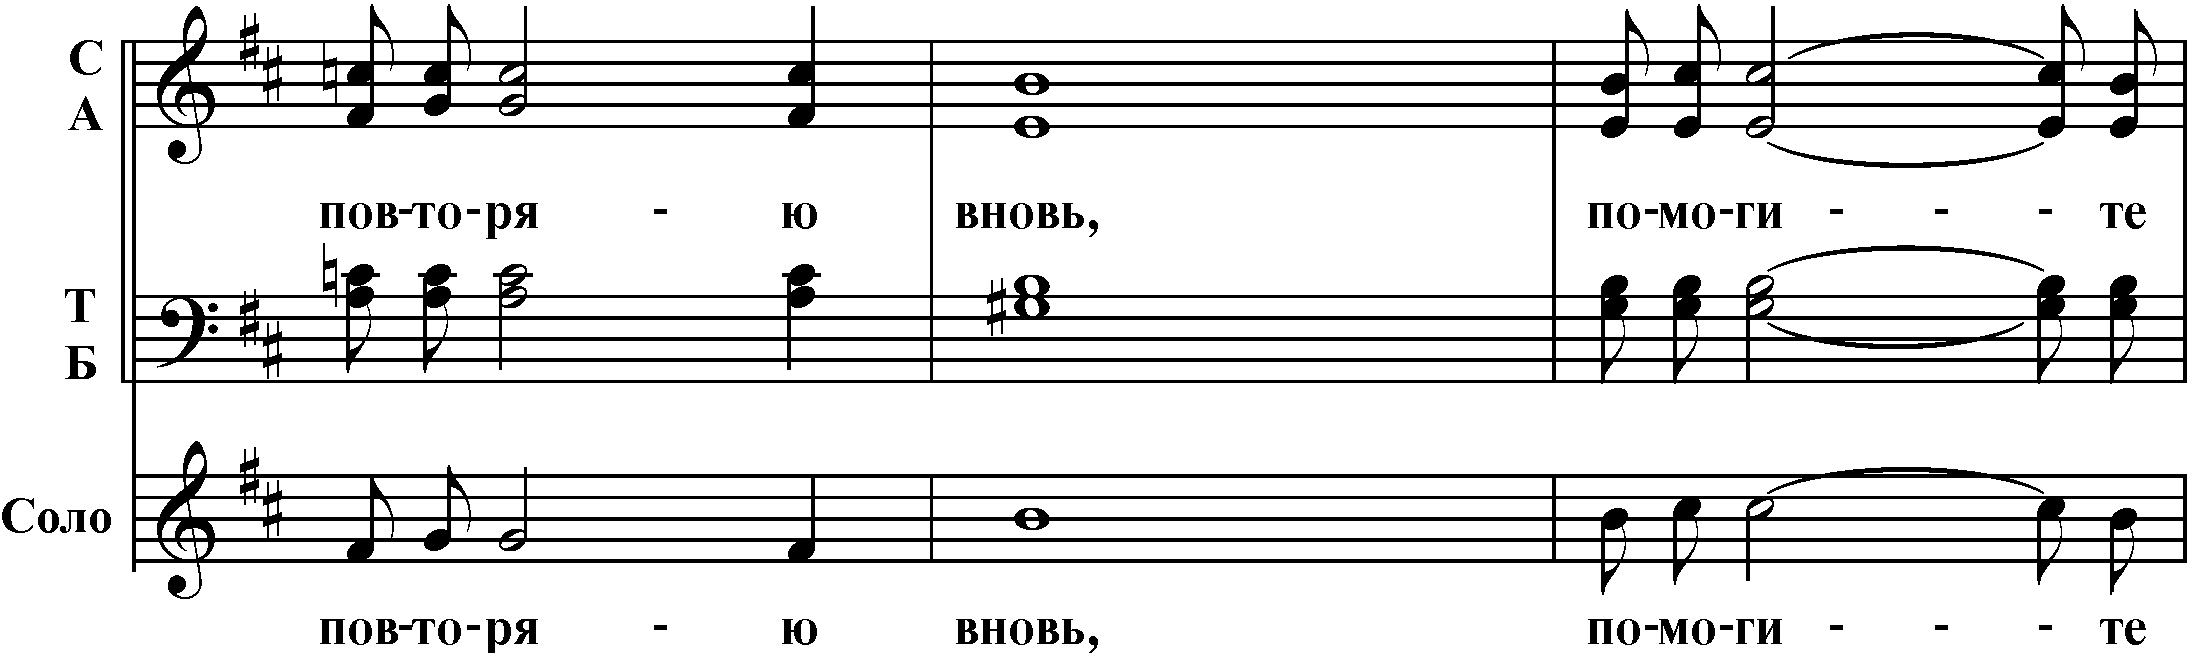 С
А
пов-то-ря - ю вновь, по-мо-ги - - - те
Т
Б
Соло
пов-то-ря - ю вновь, по-мо-ги - - - те